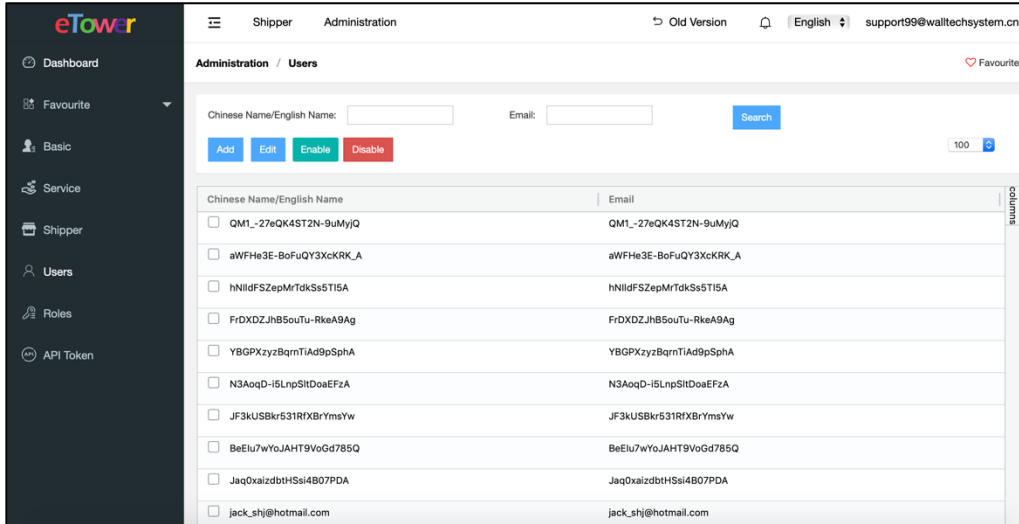 eTower
Shipper Administration Old Version English support99@walltechsystem.cn
Dashboard
Administration / Users Favourite
Favourite
Chinese Name/English Name: Email: Search
Basic
Add Edit Enable Disable 100
Service
Chinese Name/English Name Email columns
Shipper
QM1_-27eQK4ST2N-9uMyjQ QM1_-27eQK4ST2N-9uMyjQ
aWFHe3E-BoFuQY3XcKRK_A aWFHe3E-BoFuQY3XcKRK_A
Users
hNIldFSZepMrTdkSs5TI5A hNIldFSZepMrTdkSs5TI5A
Roles
FrDXDZJhB5ouTu-RkeA9Ag FrDXDZJhB5ouTu-RkeA9Ag
API Token
YBGPXzyzBqrnTiAd9pSphA YBGPXzyzBqrnTiAd9pSphA
N3AoqD-i5LnpSltDoaEFzA N3AoqD-i5LnpSltDoaEFzA
JF3kUSBkr531RfXBrYmsYw JF3kUSBkr531RfXBrYmsYw
BeElu7wYoJAHT9VoGd785Q BeElu7wYoJAHT9VoGd785Q
Jaq0xaizdbtHSsi4B07PDA Jaq0xaizdbtHSsi4B07PDA
jack_shj@hotmail.com jack_shj@hotmail.com